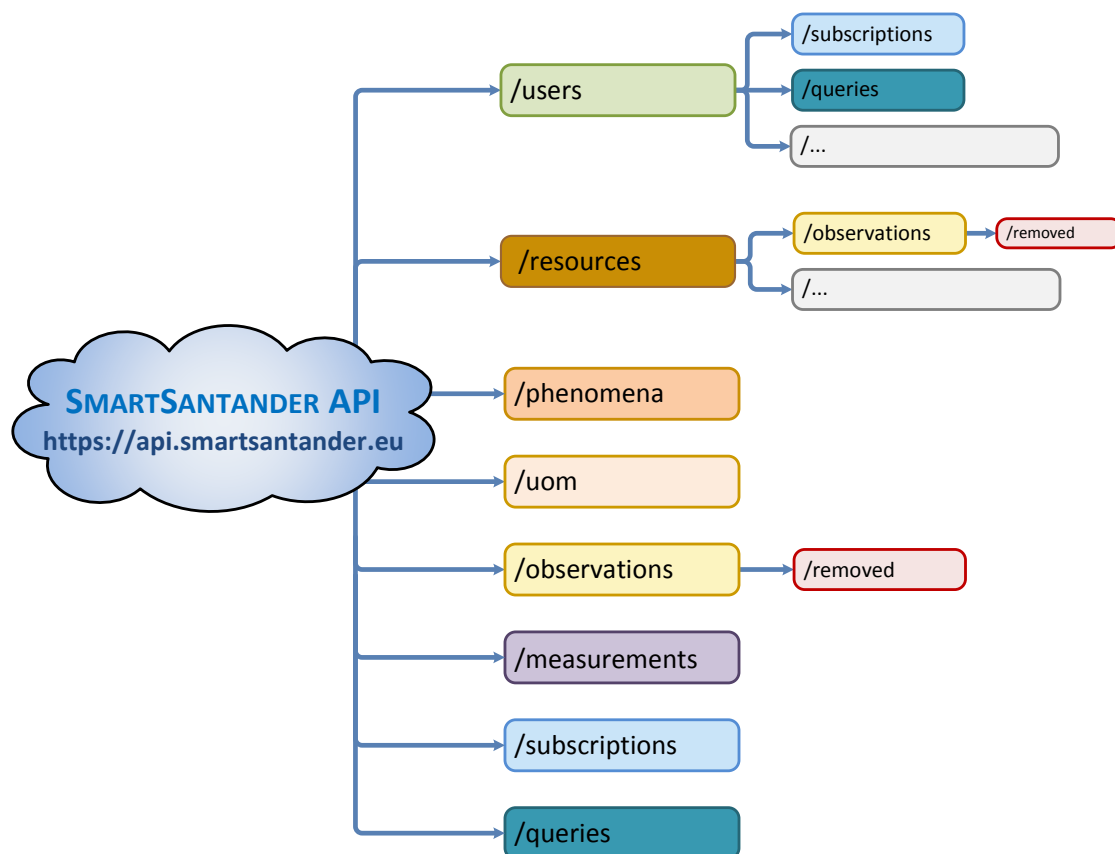 /subscriptions
/users
/queries
/...
/observations
/removed
/resources
/...
SMARTSANTANDER API
https://api.smartsantander.eu
/phenomena
/uom
/observations
/removed
/measurements
/subscriptions
/queries